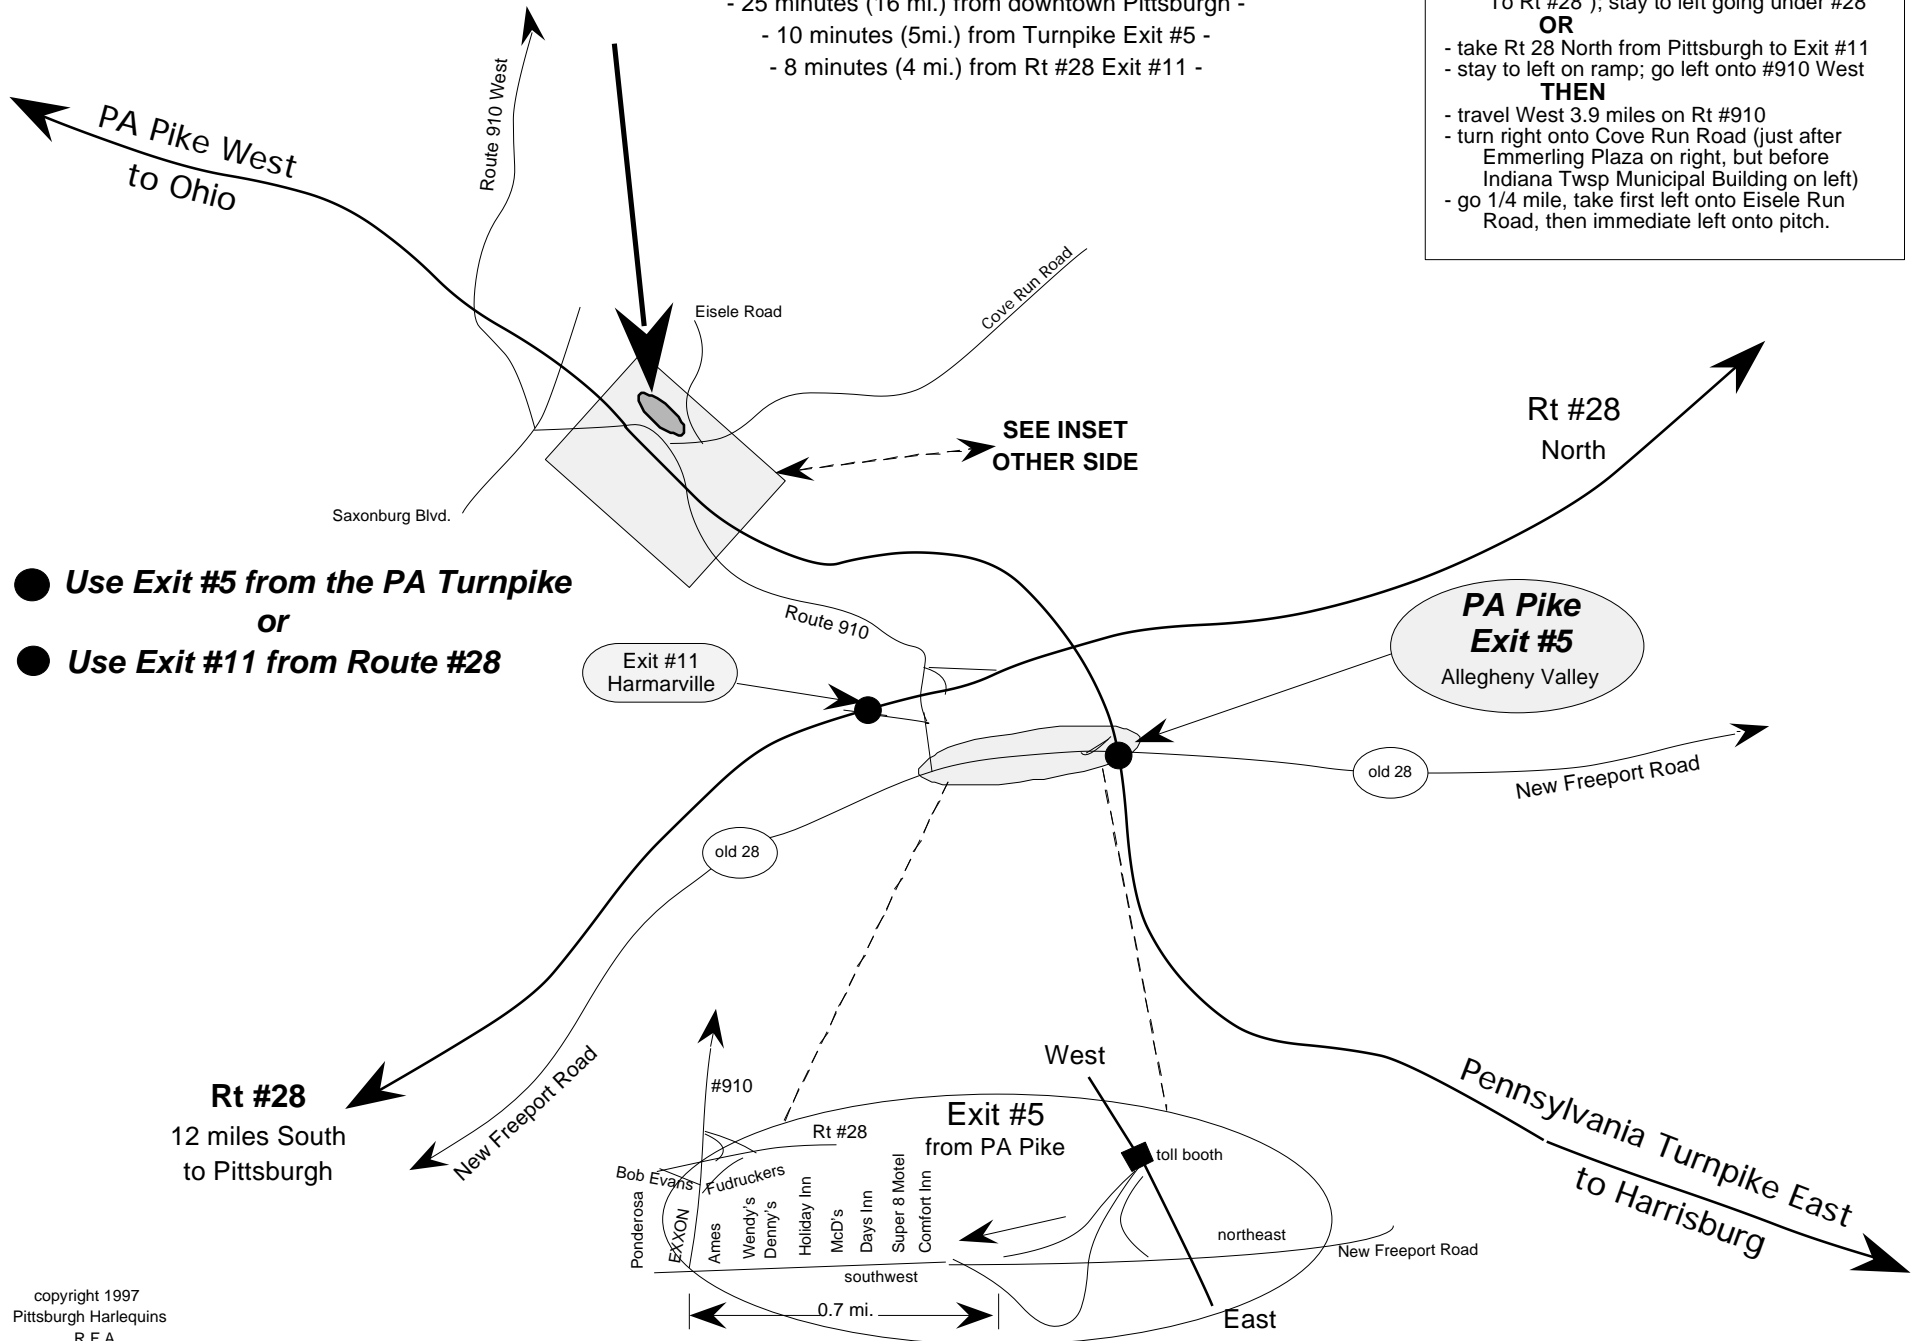 - 25 minutes (16 mi.) from downtown Pittsburgh -
- 10 minutes (5mi.) from Turnpike Exit #5 -
- 8 minutes (4 mi.) from Rt #28 Exit #11 -
To Rt #28 ); stay to left going under #28
OR
- take Rt 28 North from Pittsburgh to Exit #11
- stay to left on ramp; go left onto #910 West
THEN
- travel West 3.9 miles on Rt #910
- turn right onto Cove Run Road (just after
Emmerling Plaza on right, but before
Indiana Twsp Municipal Building on left)
- go 1/4 mile, take first left onto Eisele Run
Road, then immediate left onto pitch.
PA Pike West
to Ohio
Route 910 West
Eisele Road
Cove Run Road
SEE INSET
OTHER SIDE
Rt #28
North
Saxonburg Blvd.
Use Exit #5 from the PA Turnpike
or
Use Exit #11 from Route #28
Route 910
Exit #11
Harmarville
PA Pike
Exit #5
Allegheny Valley
old 28
New Freeport Road
old 28
Rt #28
12 miles South
to Pittsburgh
New Freeport Road
#910
West
Exit #5
from PA Pike
Rt #28
toll booth
Bob Evans
Fudruckers
Ponderosa
EXXON
Ames
Wendy's
Denny's
Holiday Inn
McD's
Days Inn
Super 8 Motel
Comfort Inn
northeast
New Freeport Road
southwest
0.7 mi.
East
Pennsylvania Turnpike East
to Harrisburg
copyright 1997
Pittsburgh Harlequins
R.F.A.